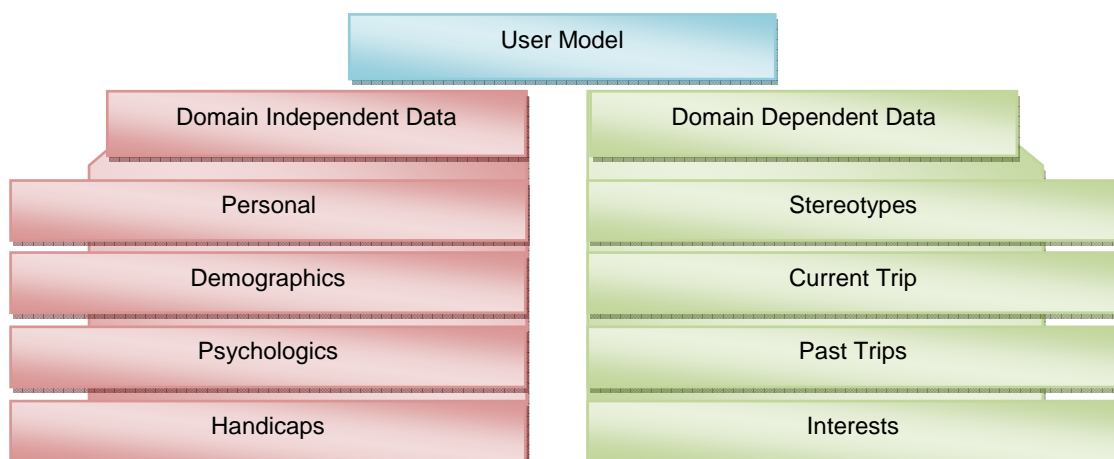 User Model
Domain Independent Data
Personal
Demographics
Psychologics
Handicaps
Domain Dependent Data
Stereotypes
Current Trip
Past Trips
Interests